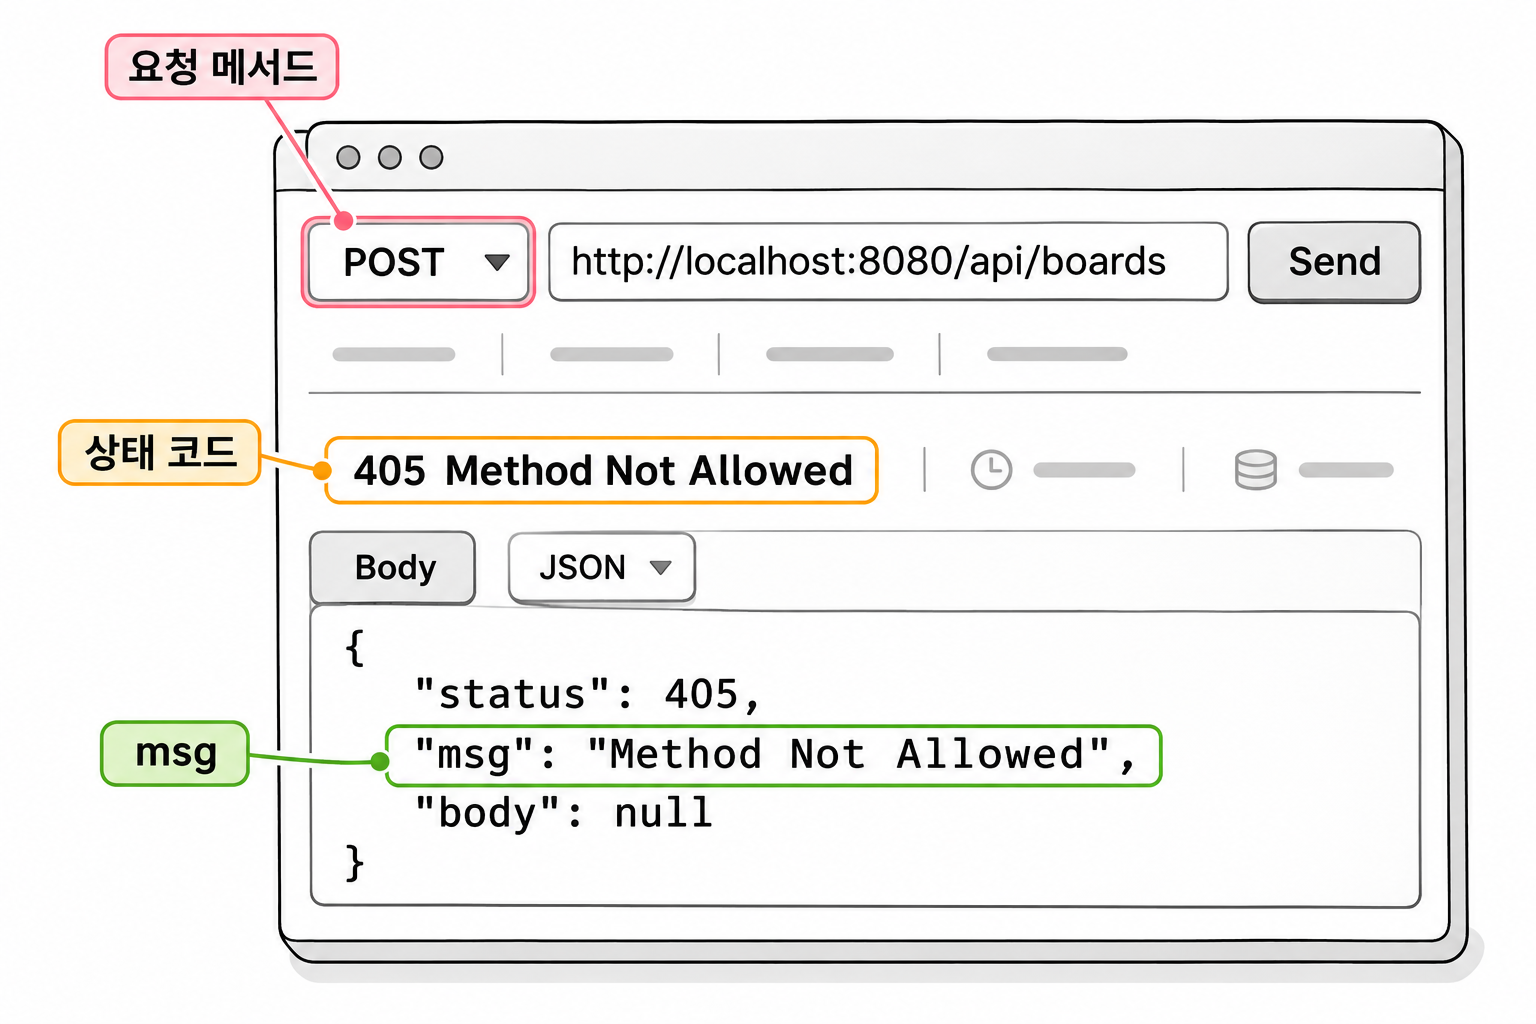 요청 메서드
POST
http://localhost:8080/api/boards
Send
상태 코드
405 Method Not Allowed
Body
JSON
{
"status": 405,
msg
"msg": "Method Not Allowed",
"body": null
}